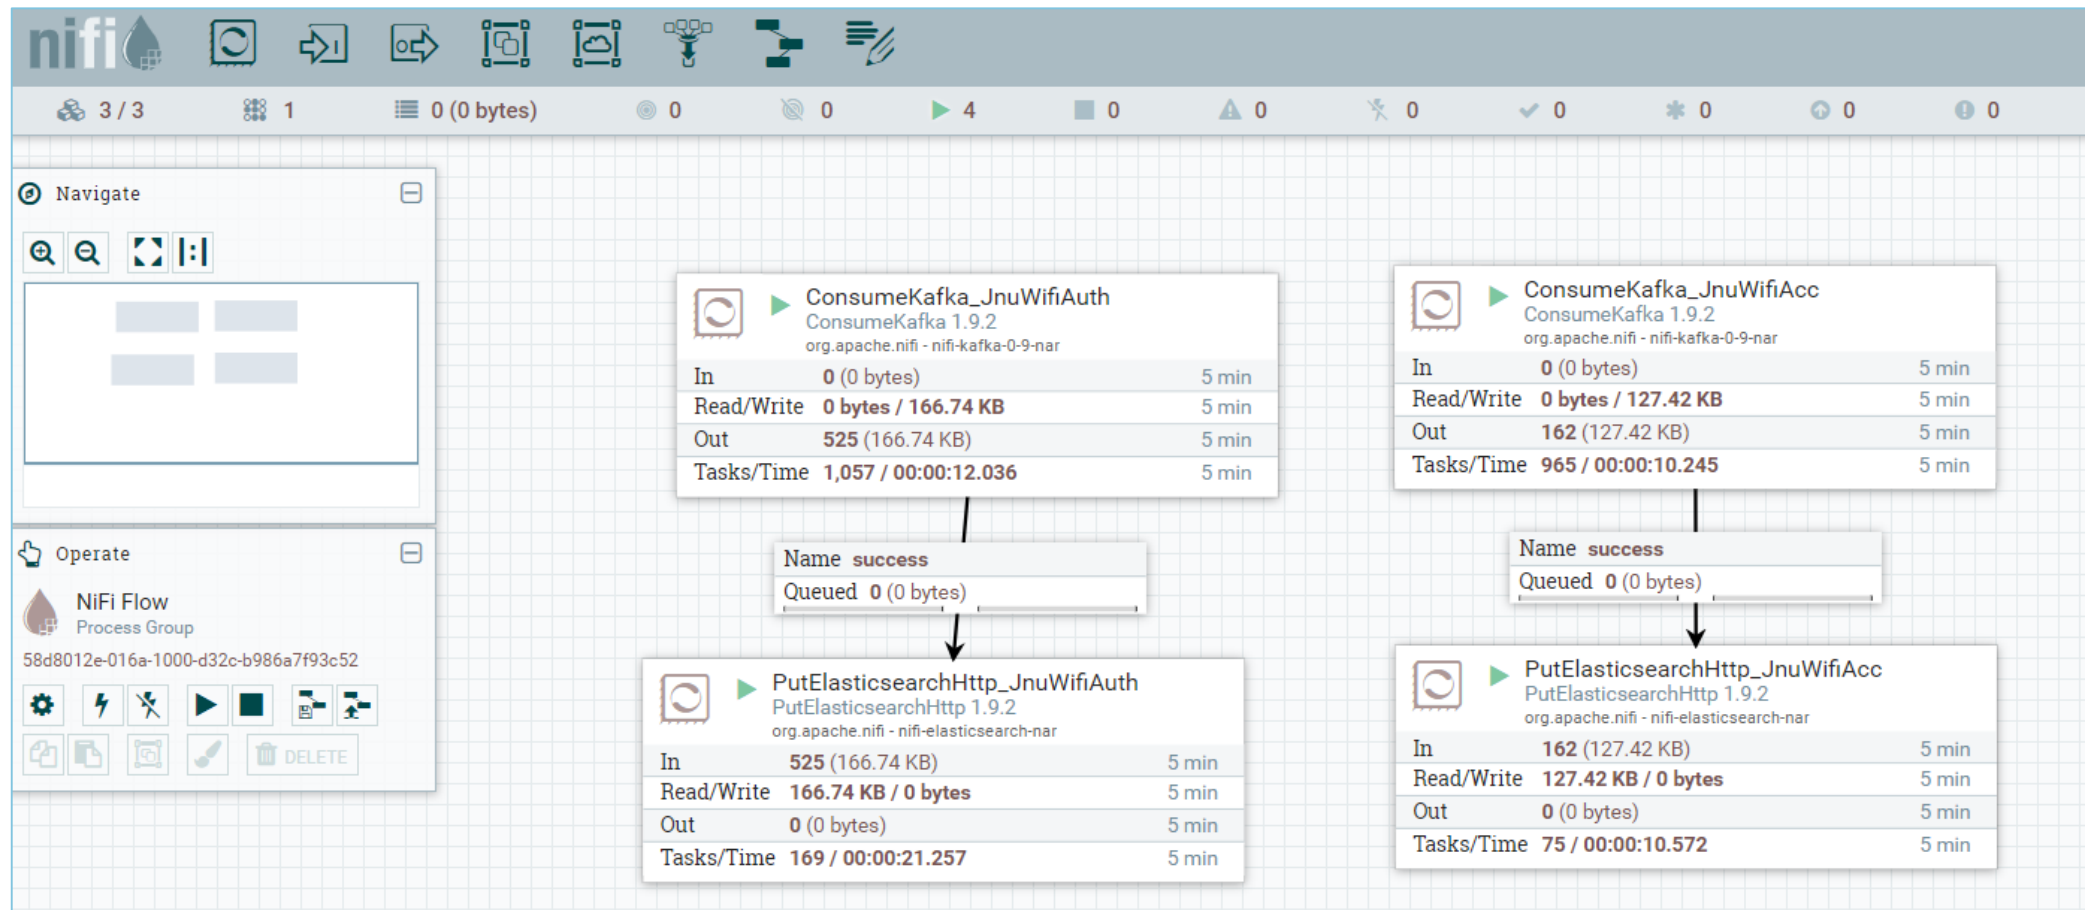 nifi
3 / 3 1 0 (0 bytes) 0 0 4 0 0 0 0 0 0 0
Navigate
Operate
NiFi Flow
Process Group
58d8012e-016a-1000-d32c-b986a7f93c52
DELETE
ConsumeKafka_JnuWifiAuth
ConsumeKafka 1.9.2
org.apache.nifi - nifi-kafka-0-9-nar
In 0 (0 bytes) 5 min
Read/Write 0 bytes / 166.74 KB 5 min
Out 525 (166.74 KB) 5 min
Tasks/Time 1,057 / 00:00:12.036 5 min
Name success
Queued 0 (0 bytes)
PutElasticsearchHttp_JnuWifiAuth
PutElasticsearchHttp 1.9.2
org.apache.nifi - nifi-elasticsearch-nar
In 525 (166.74 KB) 5 min
Read/Write 166.74 KB / 0 bytes 5 min
Out 0 (0 bytes) 5 min
Tasks/Time 169 / 00:00:21.257 5 min
ConsumeKafka_JnuWifiAcc
ConsumeKafka 1.9.2
org.apache.nifi - nifi-kafka-0-9-nar
In 0 (0 bytes) 5 min
Read/Write 0 bytes / 127.42 KB 5 min
Out 162 (127.42 KB) 5 min
Tasks/Time 965 / 00:00:10.245 5 min
Name success
Queued 0 (0 bytes)
PutElasticsearchHttp_JnuWifiAcc
PutElasticsearchHttp 1.9.2
org.apache.nifi - nifi-elasticsearch-nar
In 162 (127.42 KB) 5 min
Read/Write 127.42 KB / 0 bytes 5 min
Out 0 (0 bytes) 5 min
Tasks/Time 75 / 00:00:10.572 5 min